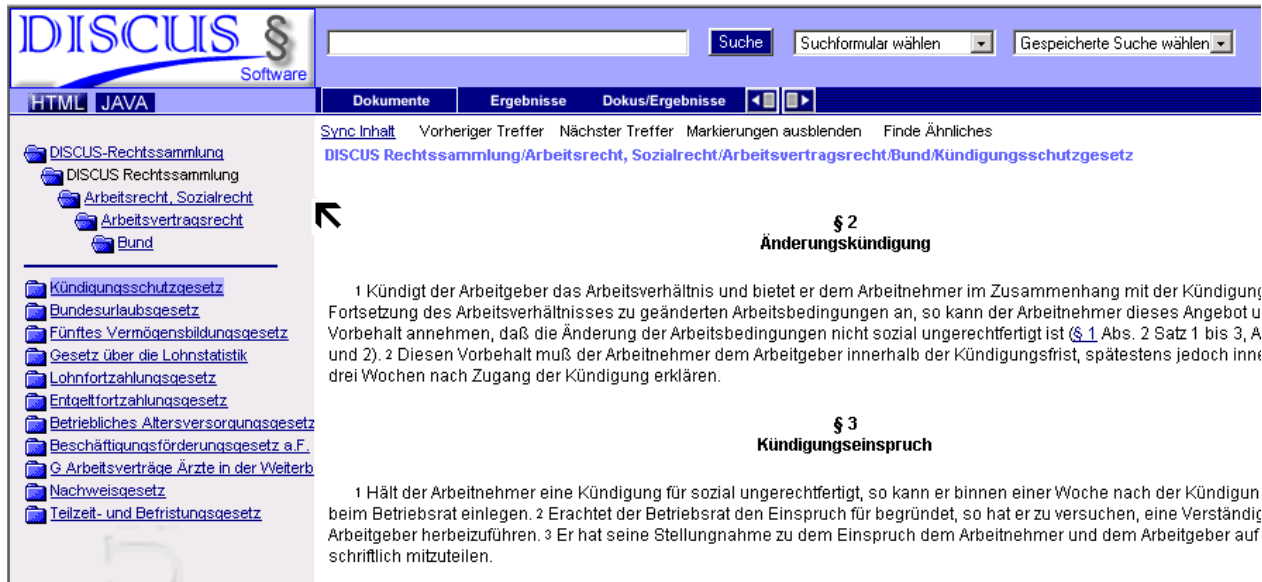 DISCUS §
Software
Suche
Suchformular wählen
Gespeicherte Suche wählen
HTML JAVA
Dokumente Ergebnisse Dokus/Ergebnisse
Sync Inhalt Vorheriger Treffer Nächster Treffer Markierungen ausblenden Finde Ähnliches
DISCUS Rechtssammlung/Arbeitsrecht, Sozialrecht/Arbeitsvertragsrecht/Bund/Kündigungsschutzgesetz
DISCUS-Rechtssammlung
DISCUS Rechtssammlung
Arbeitsrecht, Sozialrecht
Arbeitsvertragsrecht
Bund
Kündigungsschutzgesetz
Bundesurlaubsgesetz
Fünftes Vermögensbildungsgesetz
Gesetz über die Lohnstatistik
Lohnfortzahlungsgesetz
Entgeltfortzahlungsgesetz
Betriebliches Altersversorgungsgesetz
Beschäftigungsförderungsgesetz a.F.
G Arbeitsverträge Ärzte in der Weiterb
Nachweisgesetz
Teilzeit- und Befristungsgesetz
§ 2
Änderungskündigung
1 Kündigt der Arbeitgeber das Arbeitsverhältnis und bietet er dem Arbeitnehmer im Zusammenhang mit der Kündigung
Fortsetzung des Arbeitsverhältnisses zu geänderten Arbeitsbedingungen an, so kann der Arbeitnehmer dieses Angebot u
Vorbehalt annehmen, daß die Änderung der Arbeitsbedingungen nicht sozial ungerechtfertigt ist (§ 1 Abs. 2 Satz 1 bis 3, A
und 2). 2 Diesen Vorbehalt muß der Arbeitnehmer dem Arbeitgeber innerhalb der Kündigungsfrist, spätestens jedoch inne
drei Wochen nach Zugang der Kündigung erklären.
§ 3
Kündigungseinspruch
1 Hält der Arbeitnehmer eine Kündigung für sozial ungerechtfertigt, so kann er binnen einer Woche nach der Kündigun
beim Betriebsrat einlegen. 2 Erachtet der Betriebsrat den Einspruch für begründet, so hat er zu versuchen, eine Verständig
Arbeitgeber herbeizuführen. 3 Er hat seine Stellungnahme zu dem Einspruch dem Arbeitnehmer und dem Arbeitgeber auf
schriftlich mitzuteilen.